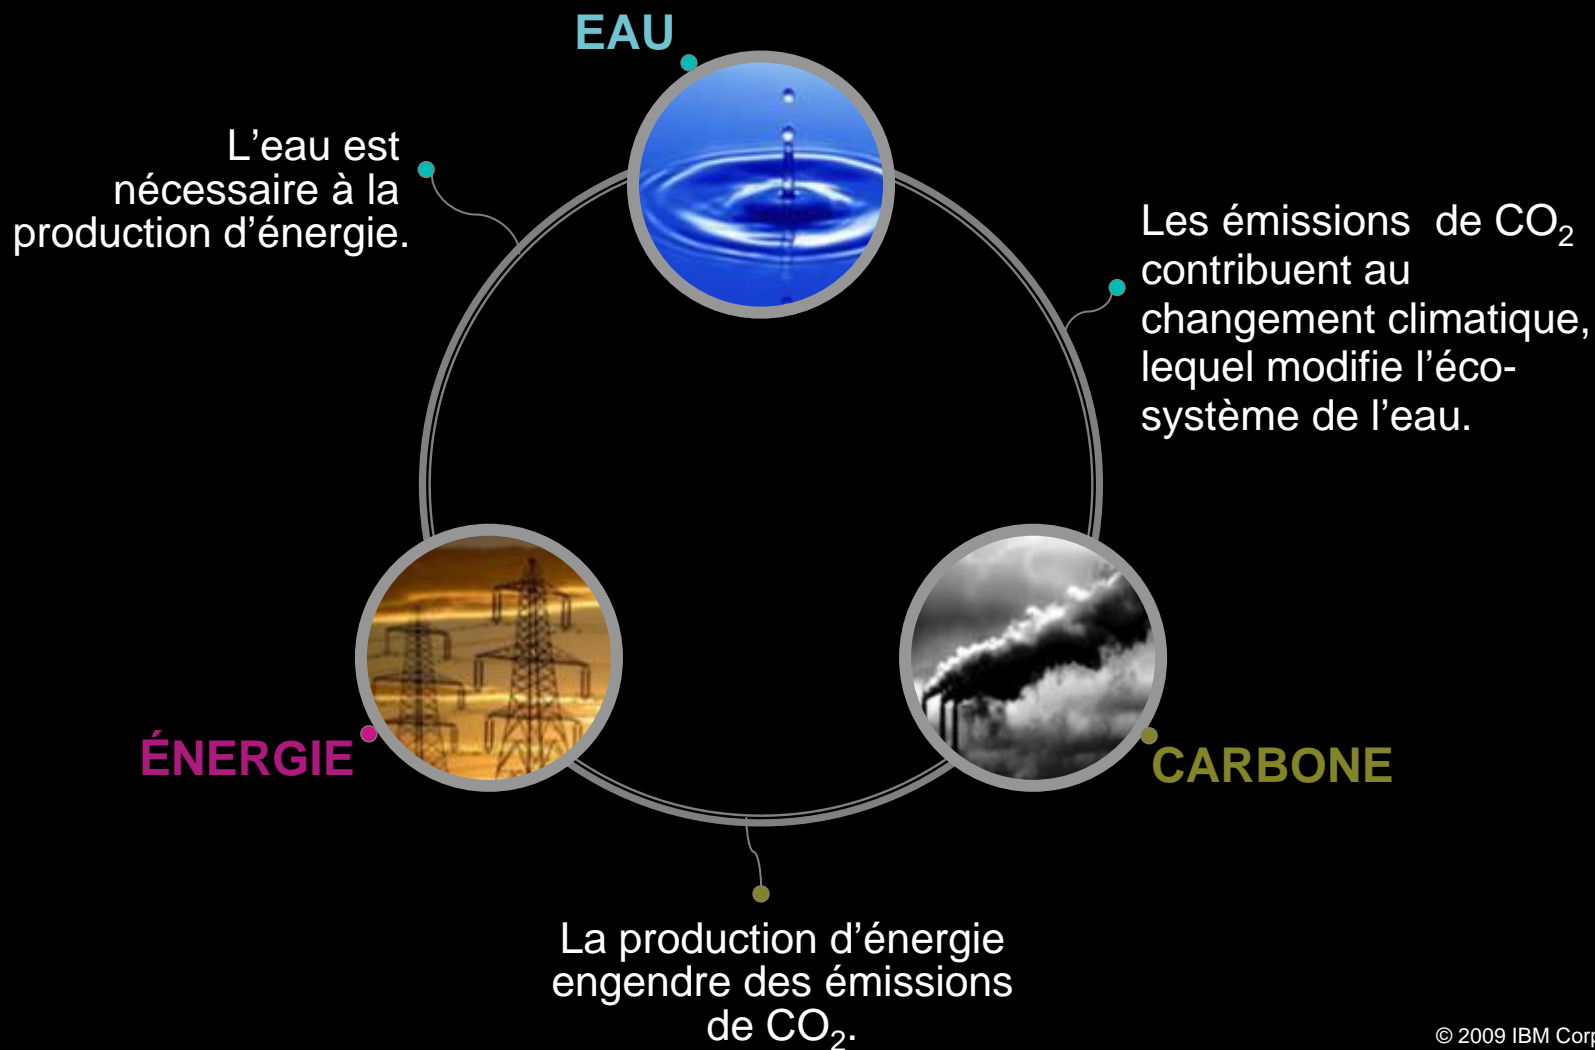 EAU
L’eau est
nécessaire à la
production d’énergie.
Les émissions  de CO₂
contribuent au
changement climatique,
lequel modifie l’éco-
système de l’eau.
ÉNERGIE
CARBONE
La production d’énergie
engendre des émissions
de CO₂.
© 2009 IBM Corp